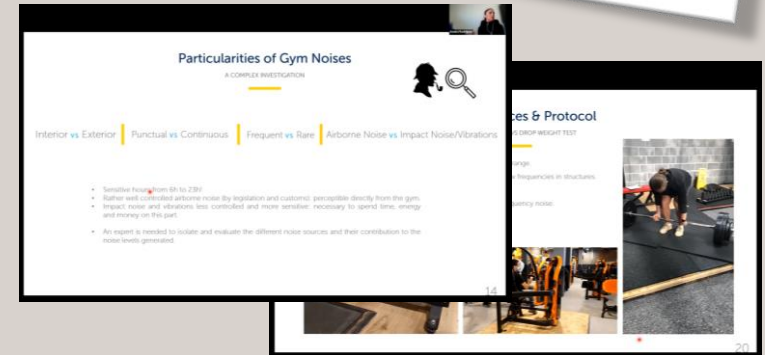 Particularities of Gym Noises
A COMPLEX INVESTIGATION
Interior vs Exterior Punctual vs Continuous Frequent vs Rare Airborne Noise vs Impact Noise/Vibrations
• Sensitive hours from 6h to 23h!
• Rather well controlled airborne noise (by legislation and customs), perceptible directly from the gym.
• Impact noise and vibrations less controlled and more sensitive: necessary to spend time, energy
and money on this part.
• An expert is needed to isolate and evaluate the different noise sources and their contribution to the
noise levels generated.
14
ces & Protocol
VS DROP WEIGHT TEST
range.
frequencies in structures
quency noise.
20